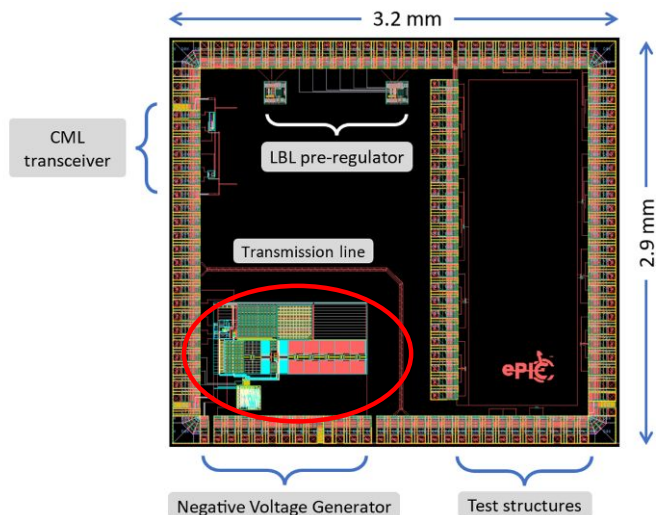 3.2 mm
CML
transceiver
LBL pre-regulator
2.9 mm
Transmission line
ePIC
Negative Voltage Generator
Test structures